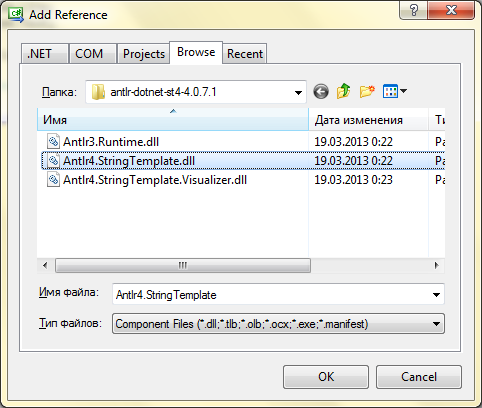 Add Reference
.NET COM Projects Browse Recent
Папка: antlr-dotnet-st4-4.0.7.1
Имя Дата изменения Ти
Antlr3.Runtime.dll 19.03.2013 0:22 Ра
Antlr4.StringTemplate.dll 19.03.2013 0:22 Ра
Antlr4.StringTemplate.Visualizer.dll 19.03.2013 0:23 Ра
Имя файла: Antlr4.StringTemplate
Тип файлов: Component Files (*.dll;*.tlb;*.olb;*.ocx;*.exe;*.manifest)
OK Cancel